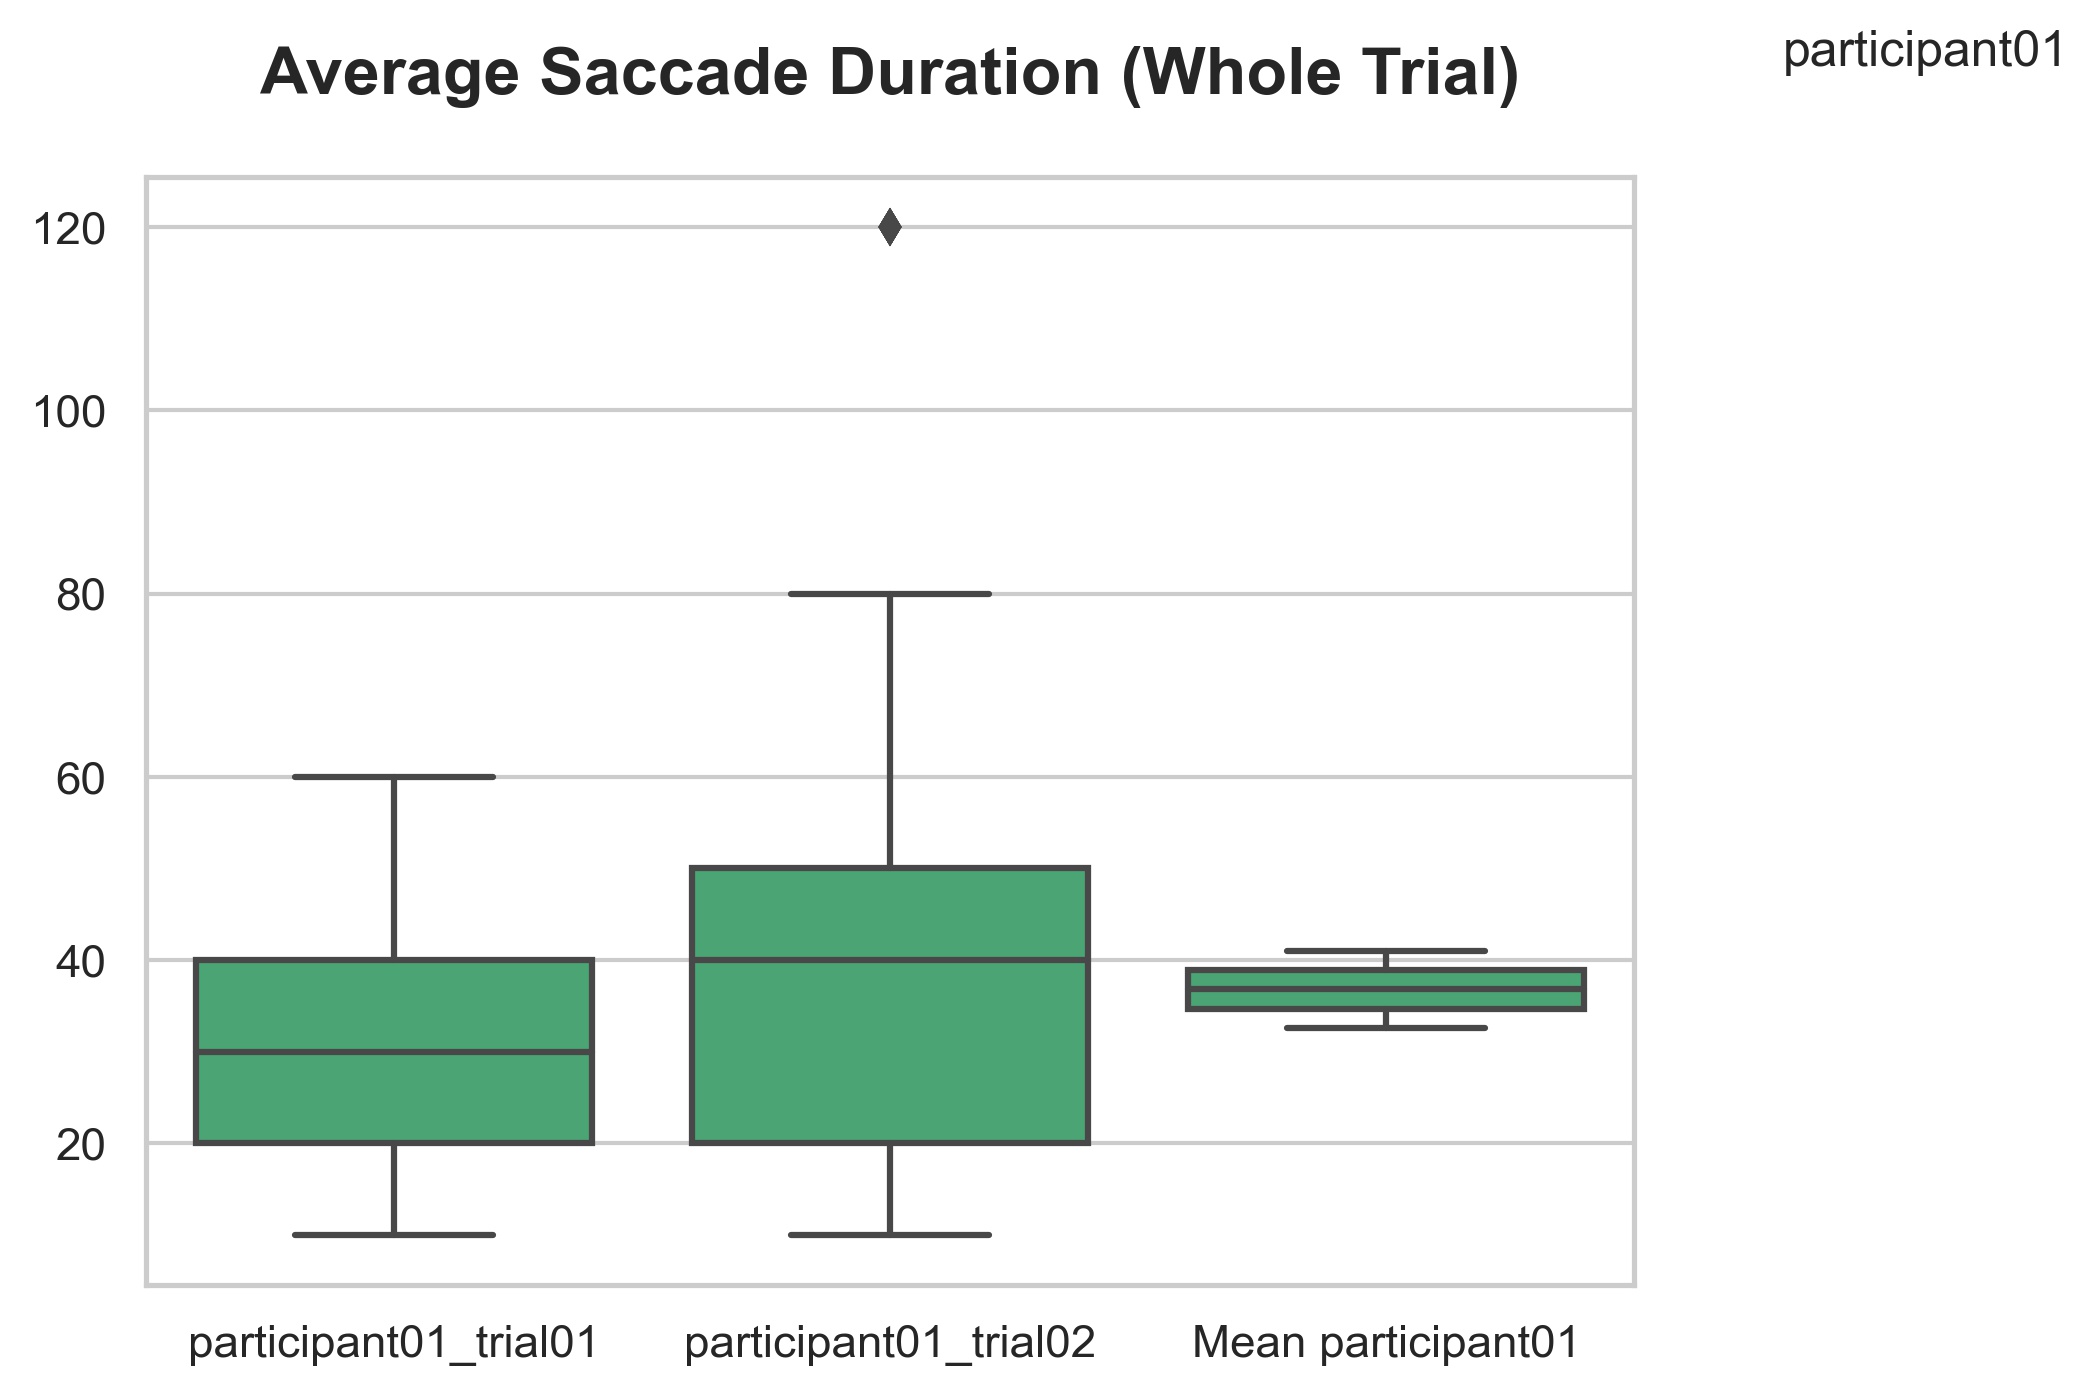 participant01
Average Saccade Duration (Whole Trial)
120
100
80
60
40
20
participant01_trial01
participant01_trial02
Mean participant01